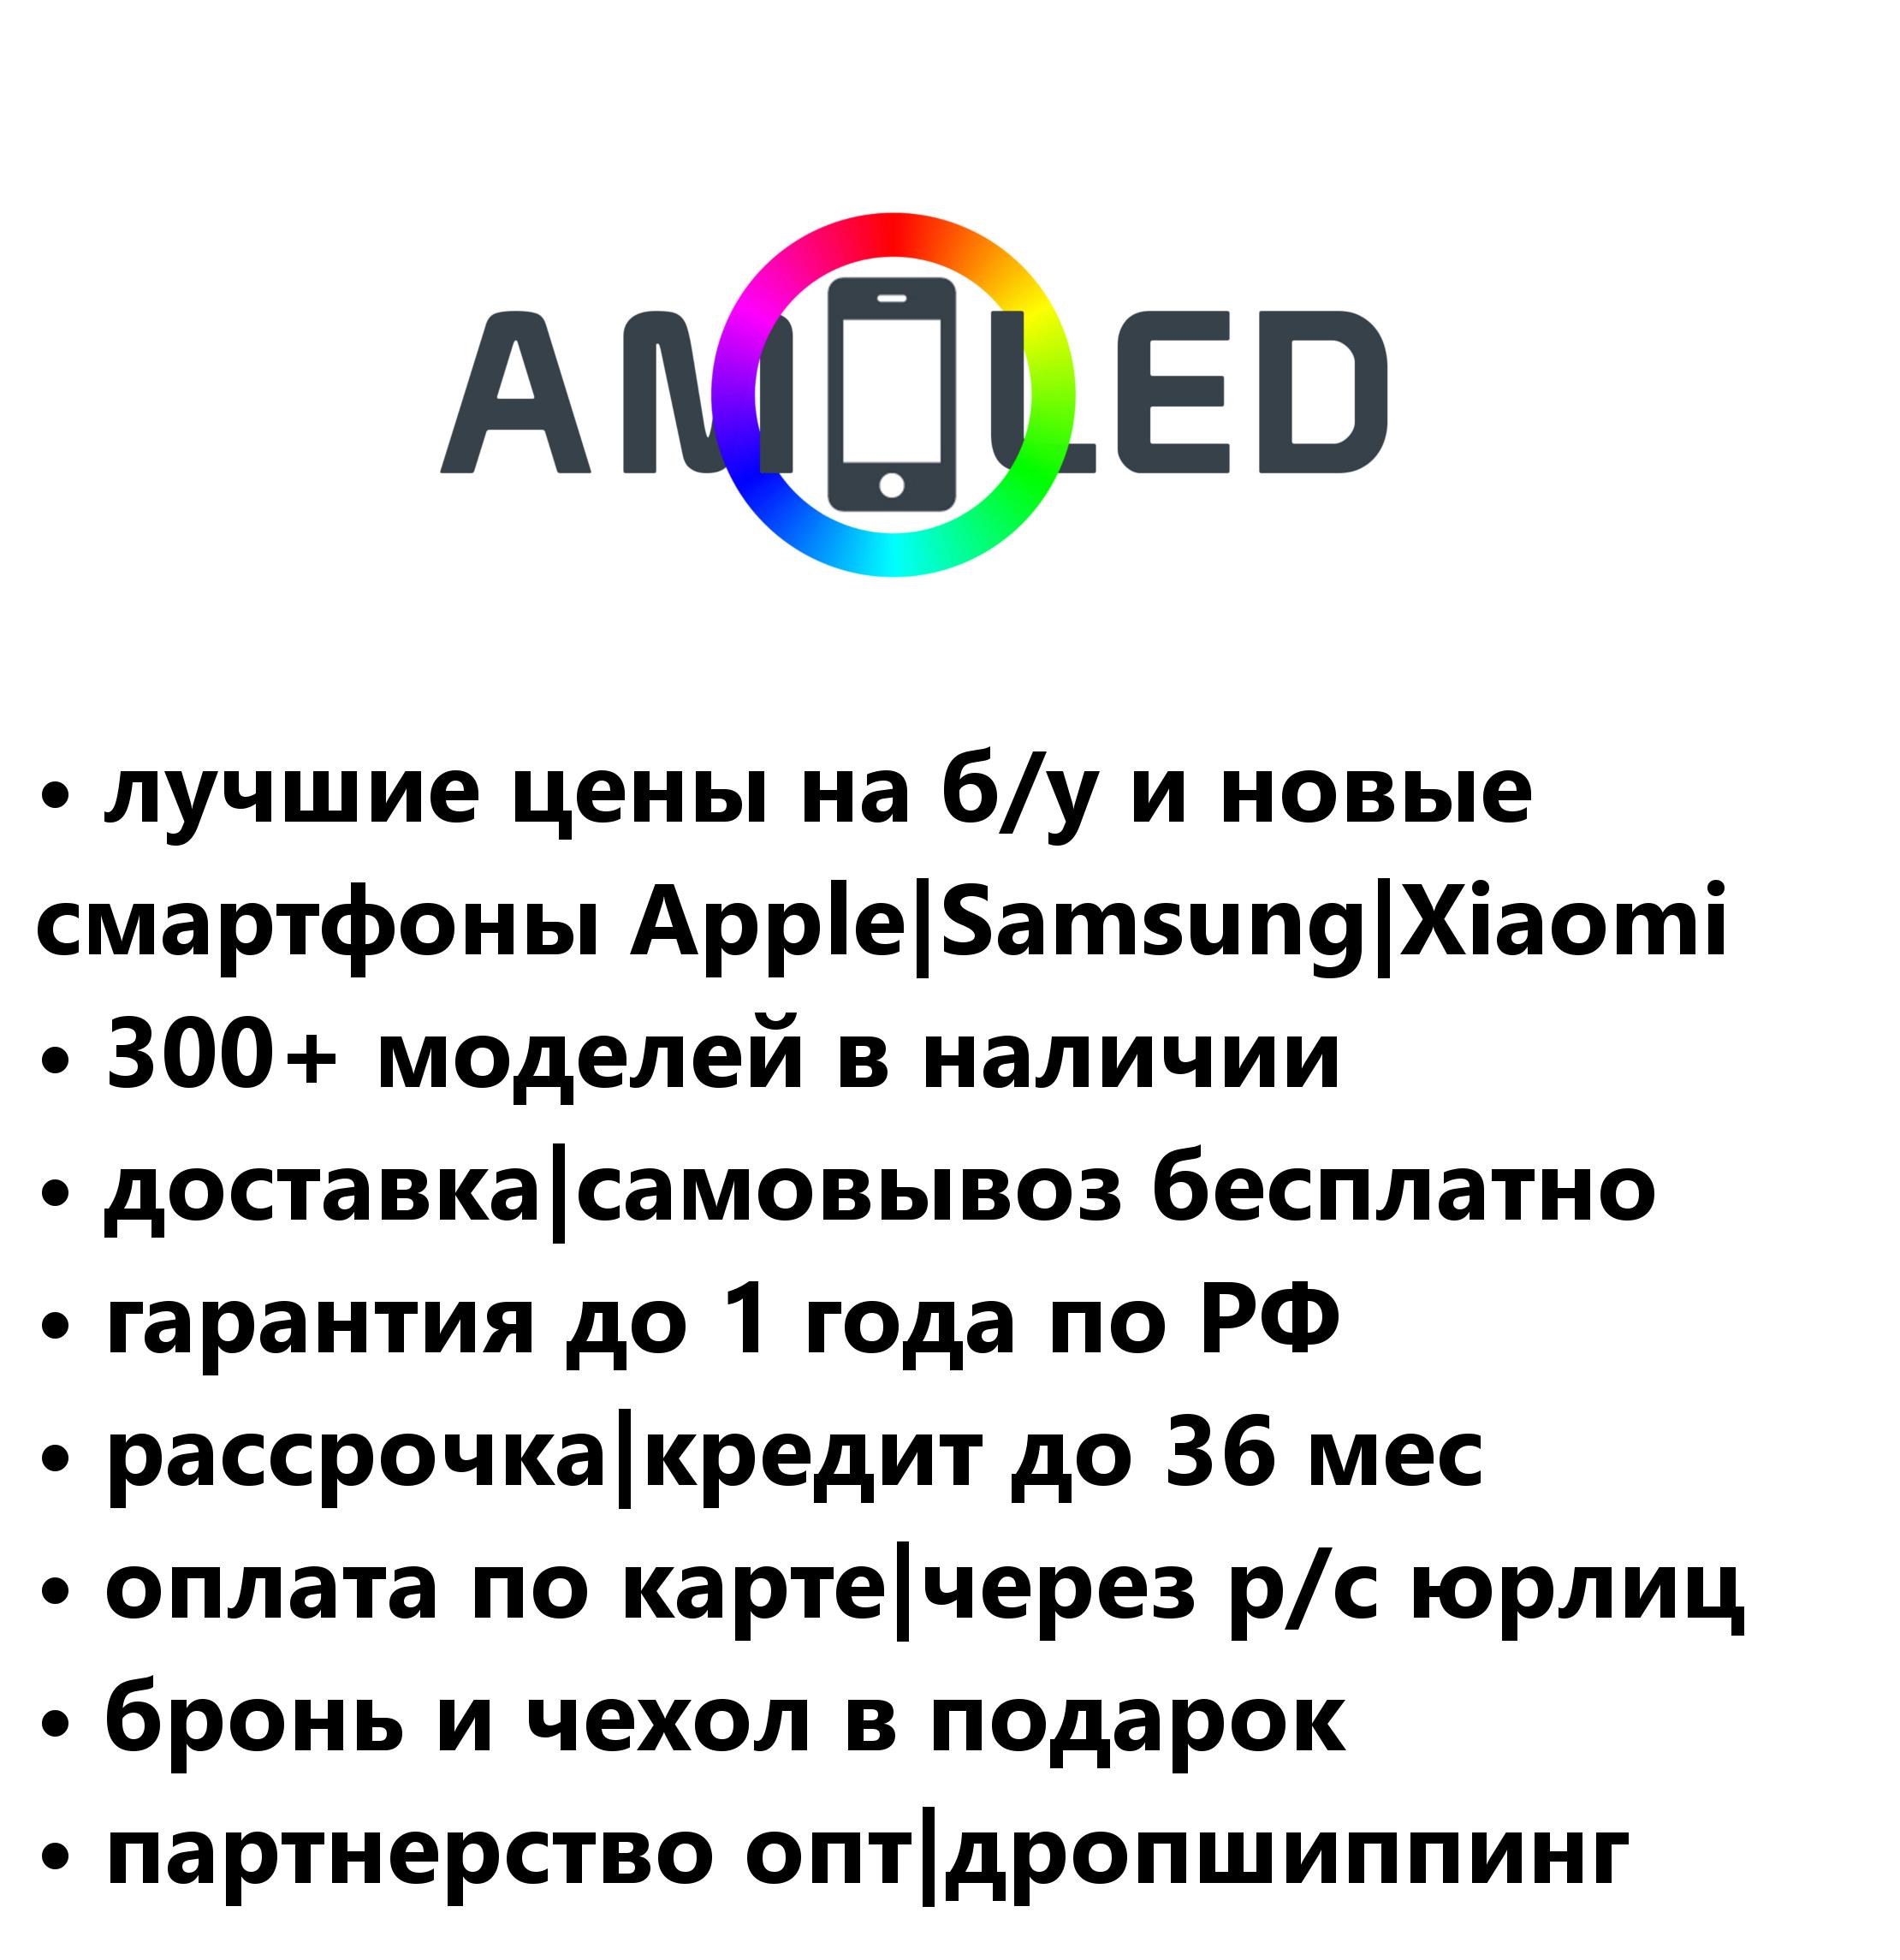 AMOLED
• лучшие цены на б/у и новые
смартфоны Apple|Samsung|Xiaomi
• 300+ моделей в наличии
• доставка|самовывоз бесплатно
• гарантия до 1 года по РФ
• рассрочка|кредит до 36 мес
• оплата по карте|через р/с юрлиц
• бронь и чехол в подарок
• партнерство опт|дропшиппинг